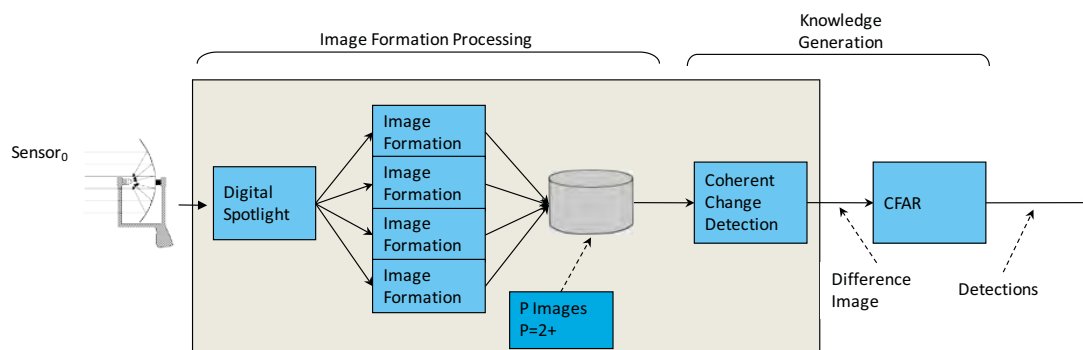 Image Formation Processing
Knowledge
Generation
Sensor₀
Digital
Spotlight
Image
Formation
Image
Formation
Image
Formation
Image
Formation
P Images
P=2+
Coherent
Change
Detection
CFAR
Difference
Image
Detections